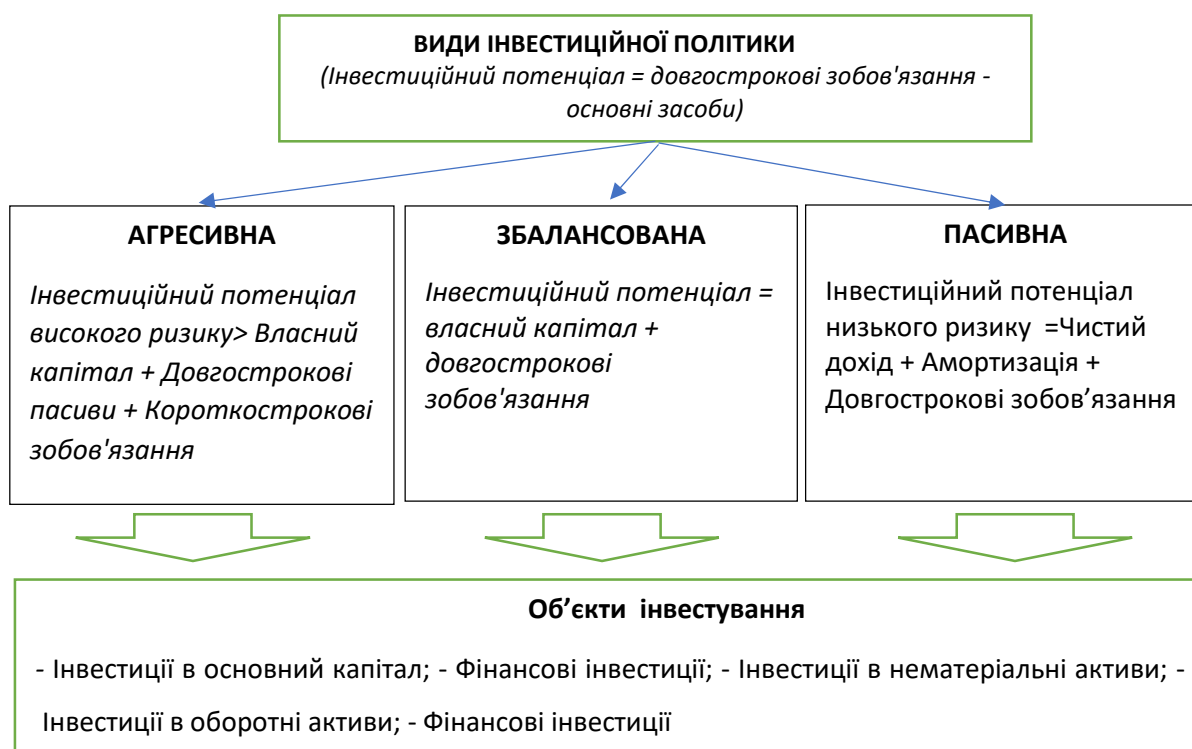 ВИДИ ІНВЕСТИЦІЙНОЇ ПОЛІТИКИ
(Інвестиційний потенціал = довгострокові зобов'язання -
основні засоби)
АГРЕСИВНА
Інвестиційний потенціал
високого ризику> Власний
капітал + Довгострокові
пасиви + Короткострокові
зобов'язання
ЗБАЛАНСОВАНА
Інвестиційний потенціал =
власний капітал +
довгострокові
зобов'язання
ПАСИВНА
Інвестиційний потенціал
низького ризику =Чистий
дохід + Амортизація +
Довгострокові зобов’язання
Об’єкти інвестування
- Інвестиції в основний капітал; - Фінансові інвестиції; - Інвестиції в нематеріальні активи; -
Інвестиції в оборотні активи; - Фінансові інвестиції